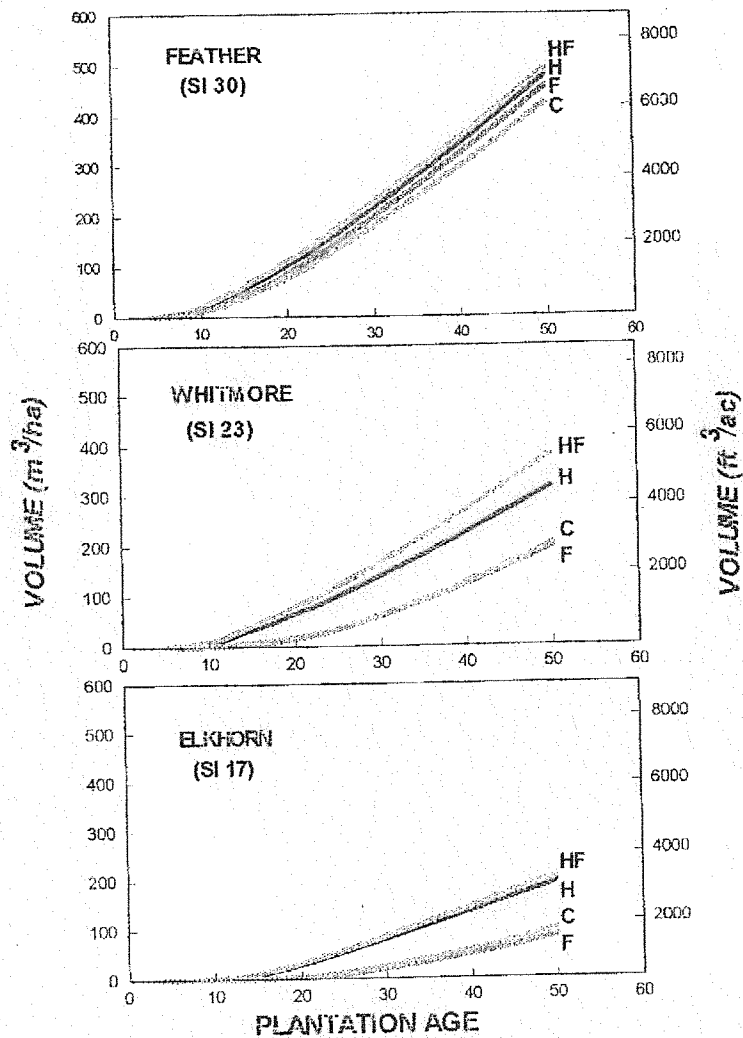 600
500
400
300
200
100
0
FEATHER
(SI 30)
HF
H
F
C
8000
6000
4000
2000
0 10 20 30 40 50 60
600
500
400
300
200
100
0
WHITMORE
(SI 23)
HF
H
C
F
8000
6000
4000
2000
0 10 20 30 40 50 60
VOLUME (m³/ha)
VOLUME (ft³/ac)
600
500
400
300
200
100
0
ELKHORN
(SI 17)
HF
H
C
F
8000
6000
4000
2000
0 10 20 30 40 50 60
PLANTATION AGE